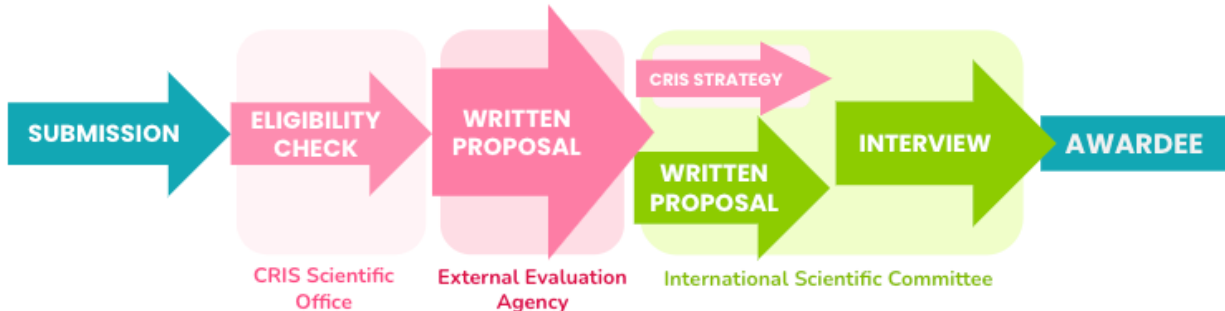 SUBMISSION
ELIGIBILITY
CHECK
WRITTEN
PROPOSAL
CRIS STRATEGY
WRITTEN
PROPOSAL
INTERVIEW
AWARDEE
CRIS Scientific
Office
External Evaluation
Agency
International Scientific Committee